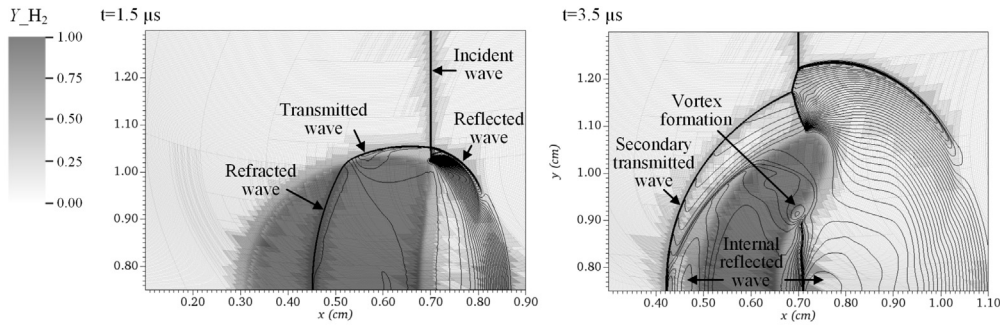 Y_H₂
1.00
0.75
0.50
0.25
0.00
t=1.5 µs
1.20
1.10
1.00
0.90
0.80
0.20 0.30 0.40 0.50 0.60 0.70 0.80 0.90
x (cm)
Incident
wave
Transmitted
wave
Reflected
wave
Refracted
wave
t=3.5 µs
y (cm)
1.20
1.10
1.00
0.90
0.80
0.40 0.50 0.60 0.70 0.80 0.90 1.00 1.10
x (cm)
Vortex
formation
Secondary
transmitted
wave
Internal
reflected
wave